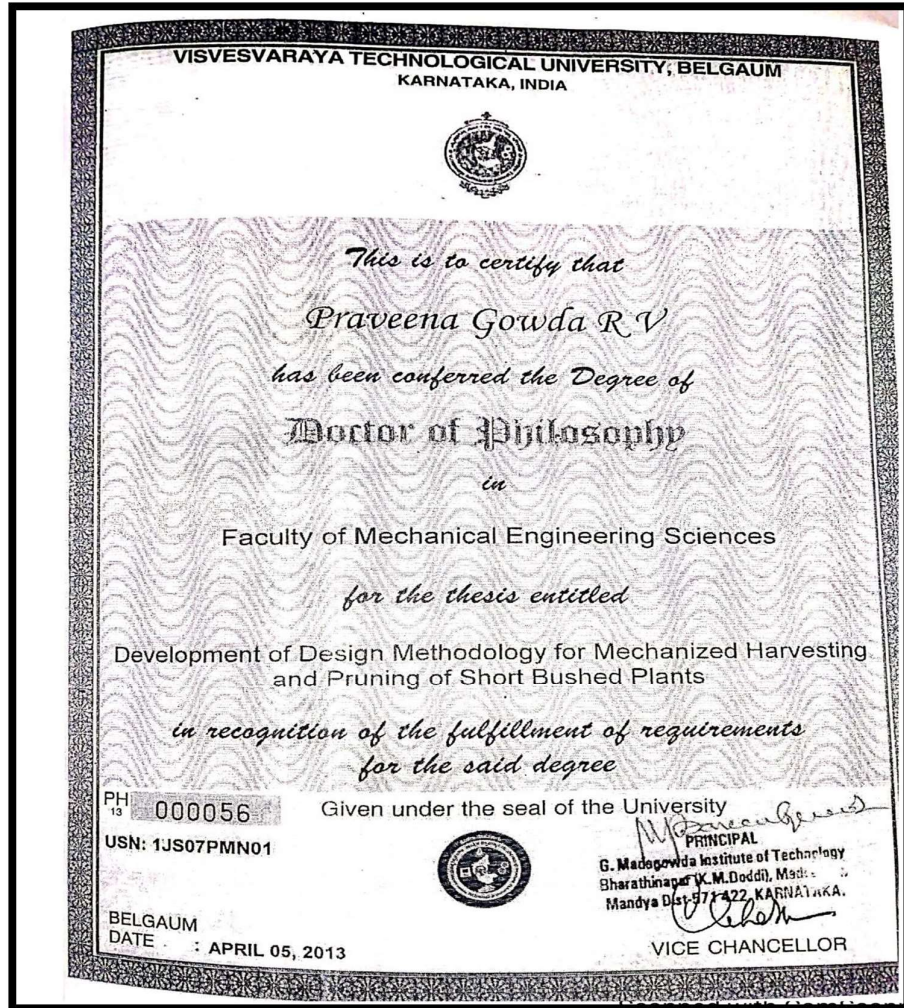 VISVESVARAYA TECHNOLOGICAL UNIVERSITY, BELGAUM
KARNATAKA, INDIA
This is to certify that
Praveena Gowda R V
has been conferred the Degree of
Doctor of Philosophy
in
Faculty of Mechanical Engineering Sciences
for the thesis entitled
Development of Design Methodology for Mechanized Harvesting
and Pruning of Short Bushed Plants
in recognition of the fulfillment of requirements
for the said degree
PH 13 000056
Given under the seal of the University
USN: 1JS07PMN01
PRINCIPAL
G. Madegowda Institute of Technology
Bharathinagar (K.M.Doddi),
Mandya Dist-571 422, KARNATAKA.
BELGAUM
DATE : APRIL 05, 2013
VICE CHANCELLOR